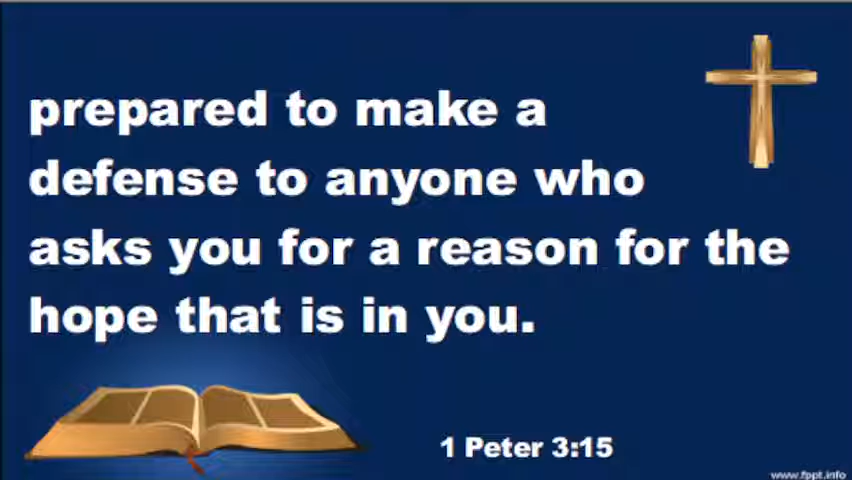 prepared to make a
defense to anyone who
asks you for a reason for the
hope that is in you.
1 Peter 3:15
www.fppt.info